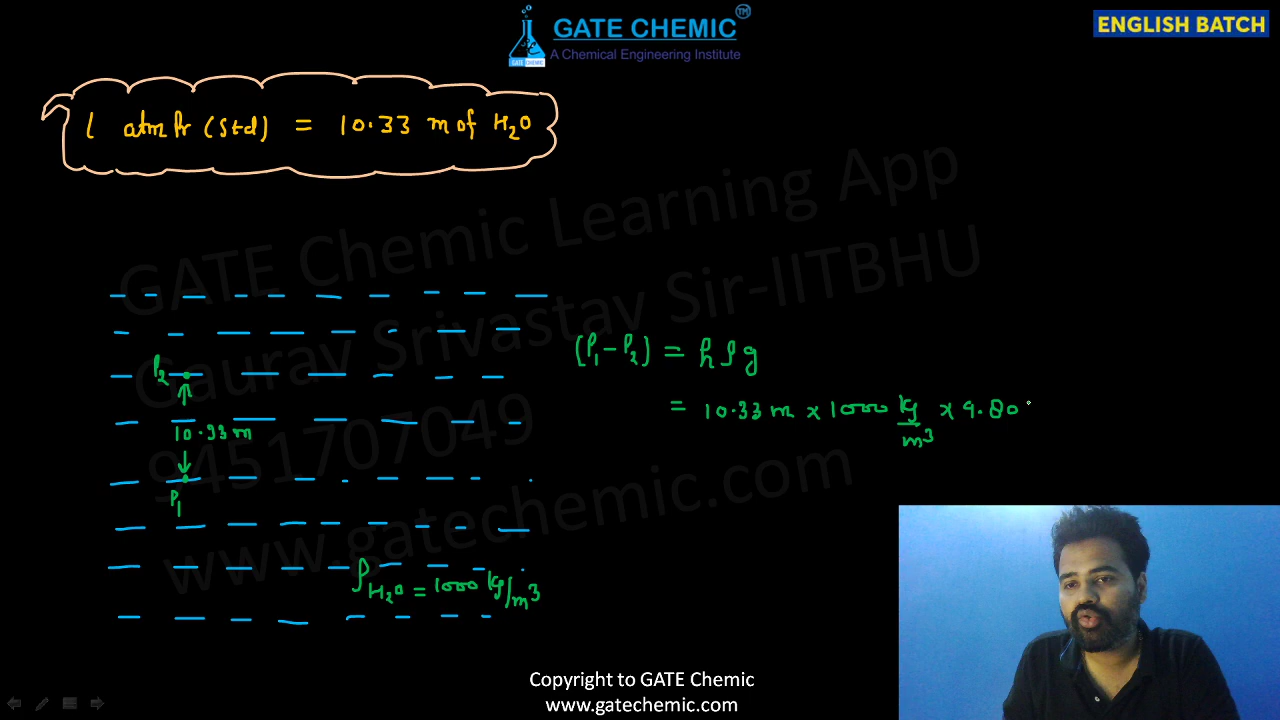 GATE CHEMIC™
A Chemical Engineering Institute
GATE CHEMIC
ENGLISH BATCH
1 atm Pr (Std) = 10.33 m of H₂O
GATE Chemic Learning App
Gaurav Srivastav Sir-IITBHU
9451707049
www.gatechemic.com
P₂
10.33 m
P₁
ρH₂O = 1000 kg/m³
(P₁ - P₂) = h ρ g
= 10.33 m × 1000 kg/m³ × 9.80
Copyright to GATE Chemic
www.gatechemic.com